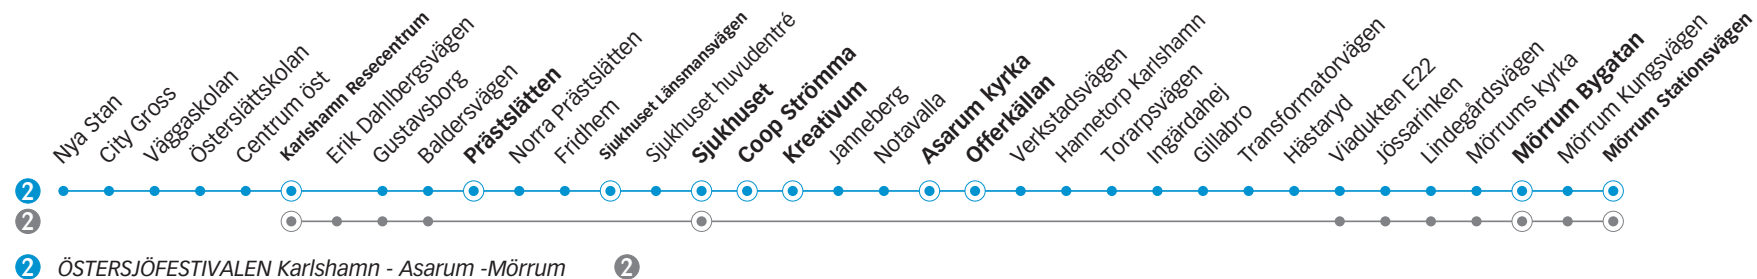 Nya Stan
City Gross
Väggaskolan
Österslättskolan
Centrum öst
Karlshamn Resecentrum
Erik Dahlbergsvägen
Gustavsborg
Baldersvägen
Prästslätten
Norra Prästslätten
Fridhem
Sjukhuset Länsmansvägen
Sjukhuset huvudentré
Sjukhuset
Coop Strömma
Kreativum
Janneberg
Notavalla
Asarum kyrka
Offerkällan
Verkstadsvägen
Hannetorp Karlshamn
Torarpsvägen
Ingärdahej
Gillabro
Transformatorvägen
Hästaryd
Viadukten E22
Jössarinken
Lindegårdsvägen
Mörrums kyrka
Mörrum Bygatan
Mörrum Kungsvägen
Mörrum Stationsvägen
2
2
2 ÖSTERSJÖFESTIVALEN Karlshamn - Asarum -Mörrum 2